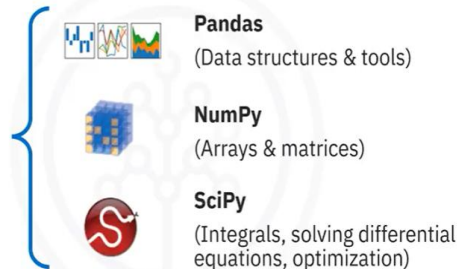 Pandas
(Data structures & tools)
NumPy
(Arrays & matrices)
SciPy
(Integrals, solving differential
equations, optimization)